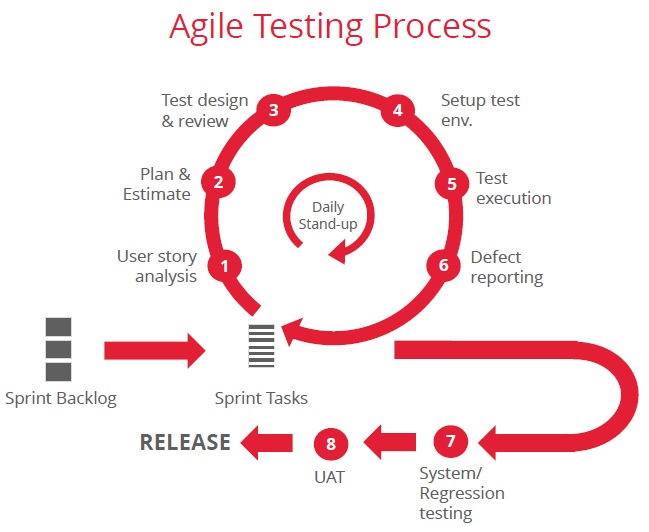 Agile Testing Process
3
Test design
& review
4
Setup test
env.
2
Plan &
Estimate
5
Test
execution
Daily
Stand-up
1
User story
analysis
6
Defect
reporting
Sprint Backlog
Sprint Tasks
RELEASE
8
UAT
7
System/
Regression
testing